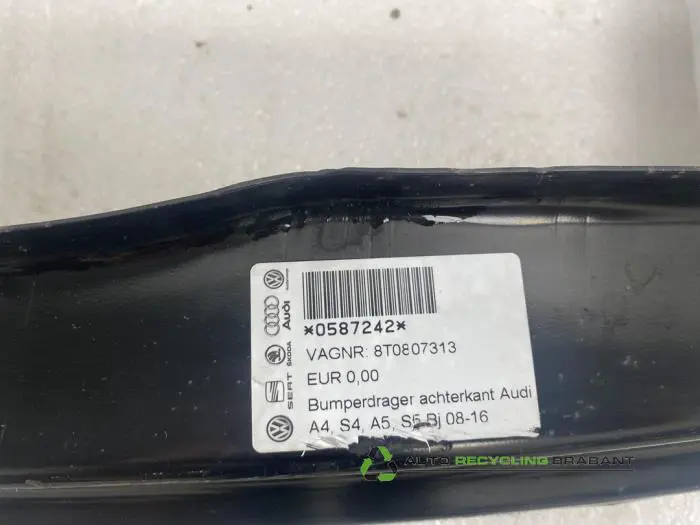 *0587242*
VAGNR: 8T0807313
EUR 0,00
Bumperdrager achterkant Audi
A4, S4, A5, S5 Bj 08-16
Audi
ŠKODA
SEAT
AUTO RECYCLING BRABANT